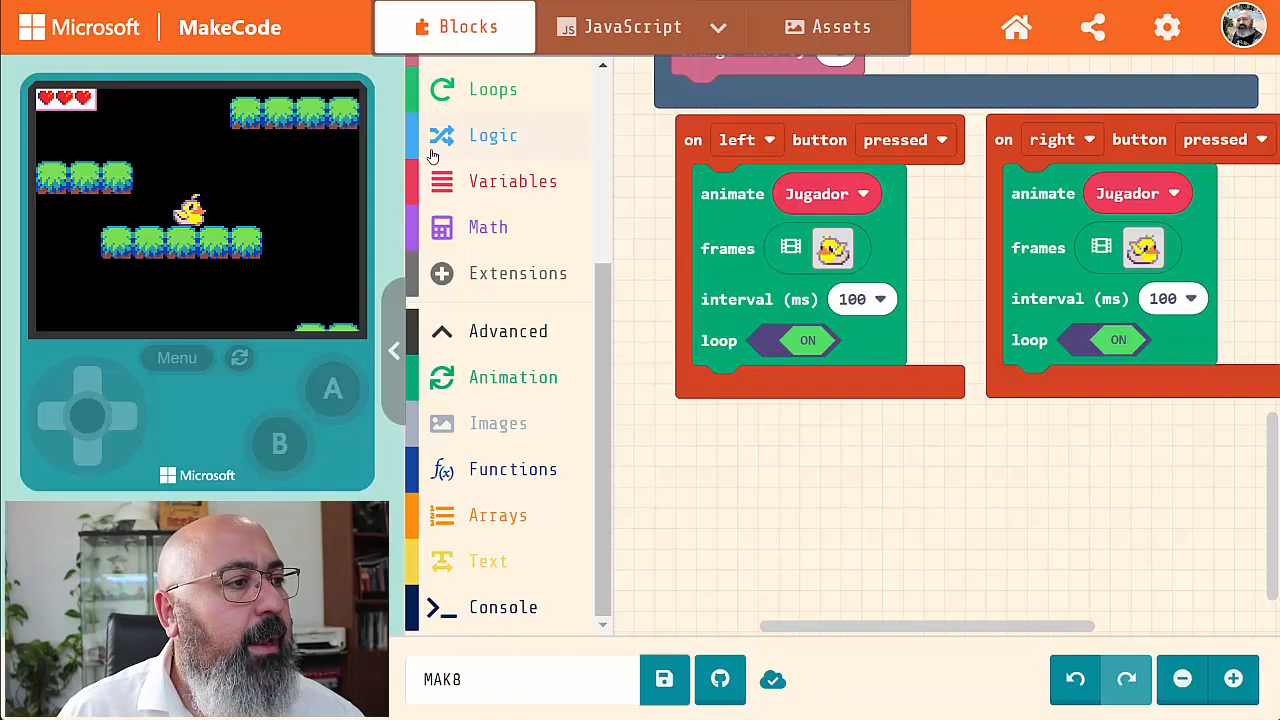 Microsoft | MakeCode
Blocks
JavaScript
Assets
Menu
A
B
Microsoft
Loops
Logic
Variables
Math
Extensions
Advanced
Animation
Images
f(x) Functions
Arrays
Text
Console
on left button pressed
animate Jugador
frames
interval (ms) 100
loop ON
on right button pressed
animate Jugador
frames
interval (ms) 100
loop ON
MAK8